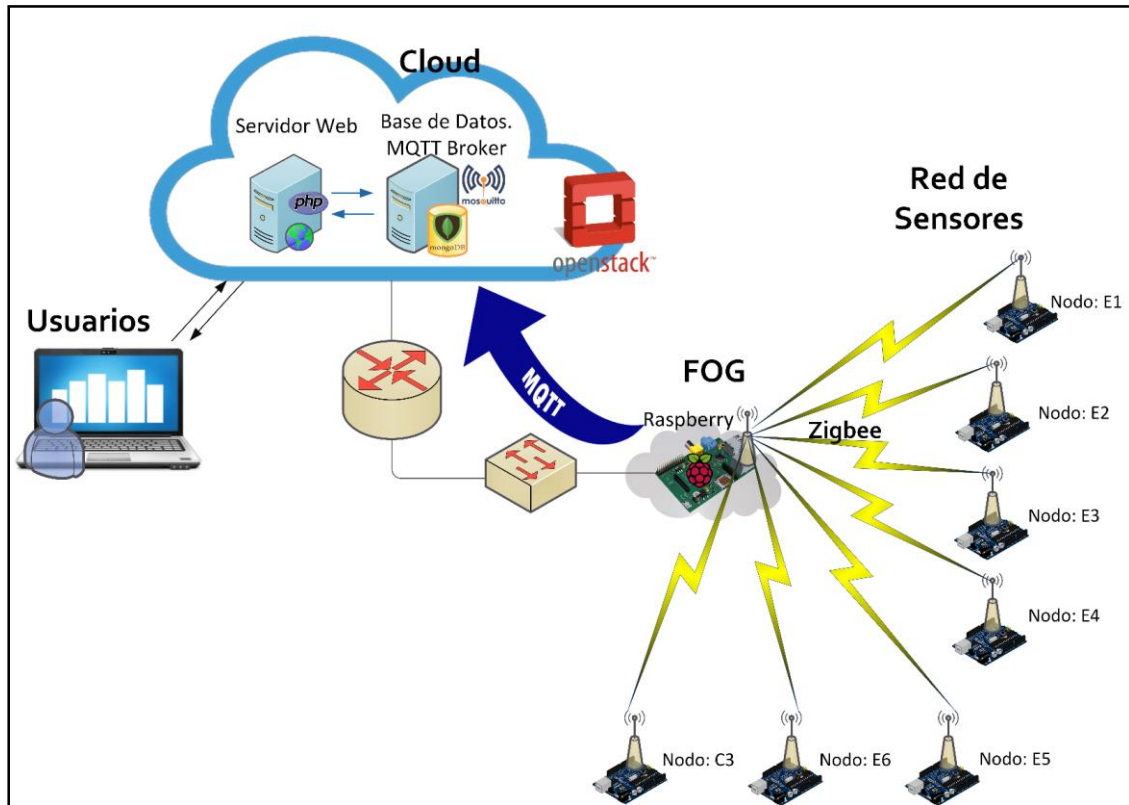 Cloud
Servidor Web
Base de Datos.
MQTT Broker
php
mosquitto
mongoDB
openstack™
Red de
Sensores
Usuarios
MQTT
FOG
Raspberry
Zigbee
Nodo: E1
Nodo: E2
Nodo: E3
Nodo: E4
Nodo: C3
Nodo: E6
Nodo: E5